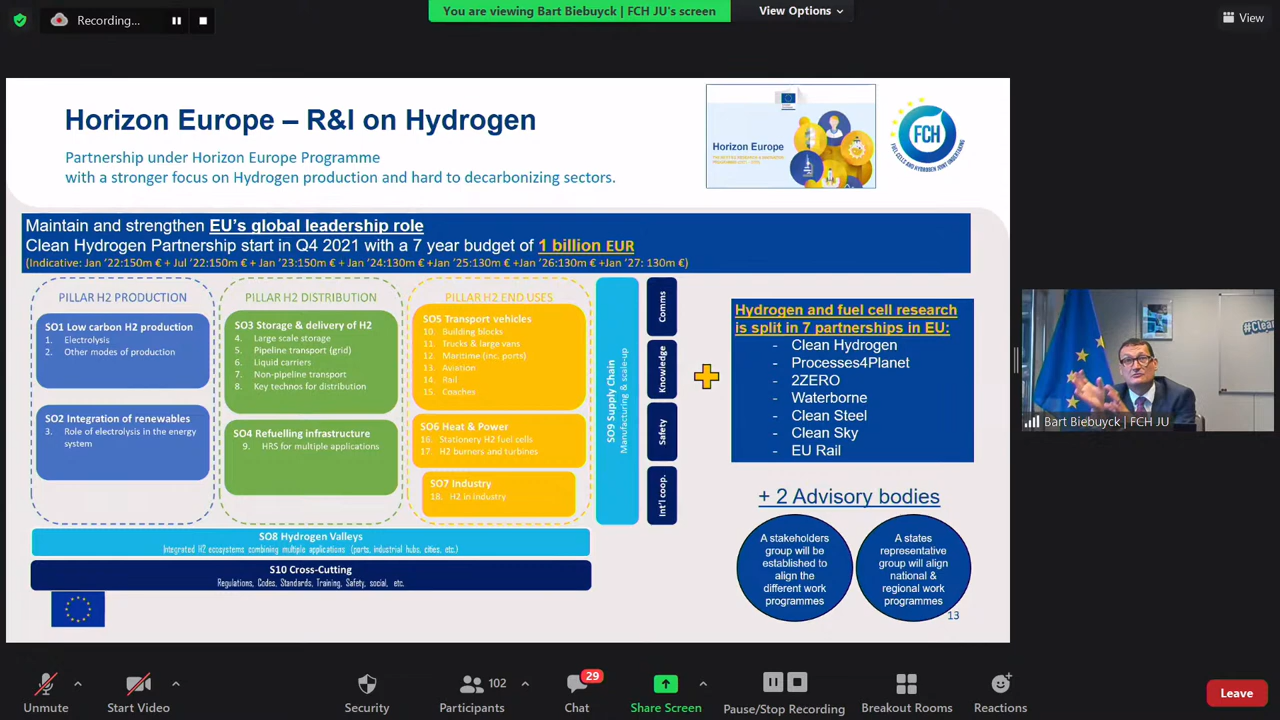 Recording...
You are viewing Bart Biebuyck | FCH JU's screen
View Options
View
Horizon Europe – R&I on Hydrogen
Partnership under Horizon Europe Programme
with a stronger focus on Hydrogen production and hard to decarbonizing sectors.
Horizon Europe
FCH
FUEL CELLS AND HYDROGEN JOINT UNDERTAKING
Maintain and strengthen EU's global leadership role
Clean Hydrogen Partnership start in Q4 2021 with a 7 year budget of 1 billion EUR
(Indicative: Jan '22:150m € + Jul '22:150m € + Jan '23:150m € + Jan '24:130m € +Jan '25:130m € +Jan '26:130m € +Jan '27: 130m €)
PILLAR H2 PRODUCTION
SO1 Low carbon H2 production
1. Electrolysis
2. Other modes of production
SO2 Integration of renewables
3. Role of electrolysis in the energy
system
PILLAR H2 DISTRIBUTION
SO3 Storage & delivery of H2
4. Large scale storage
5. Pipeline transport (grid)
6. Liquid carriers
7. Non-pipeline transport
8. Key technos for distribution
SO4 Refuelling infrastructure
9. HRS for multiple applications
PILLAR H2 END USES
SO5 Transport vehicles
10. Building blocks
11. Trucks & large vans
12. Maritime (inc. ports)
13. Aviation
14. Rail
15. Coaches
SO6 Heat & Power
16. Stationery H2 fuel cells
17. H2 burners and turbines
SO7 Industry
18. H2 in industry
SO9 Supply Chain
Manufacturing & scale-up
Comms
Knowledge
Safety
Int'l coop.
SO8 Hydrogen Valleys
Integrated H2 ecosystems combining multiple applications (ports, industrial hubs, cities, etc.)
S10 Cross-Cutting
Regulations, Codes, Standards, Training, Safety, social, etc.
Hydrogen and fuel cell research
is split in 7 partnerships in EU:
- Clean Hydrogen
- Processes4Planet
- 2ZERO
- Waterborne
- Clean Steel
- Clean Sky
- EU Rail
+ 2 Advisory bodies
A stakeholders
group will be
established to
align the
different work
programmes
A states
representative
group will align
national &
regional work
programmes
13
#Clea
Bart Biebuyck | FCH JU
Unmute
Start Video
Security
102
Participants
29
Chat
Share Screen
Pause/Stop Recording
Breakout Rooms
Reactions
Leave